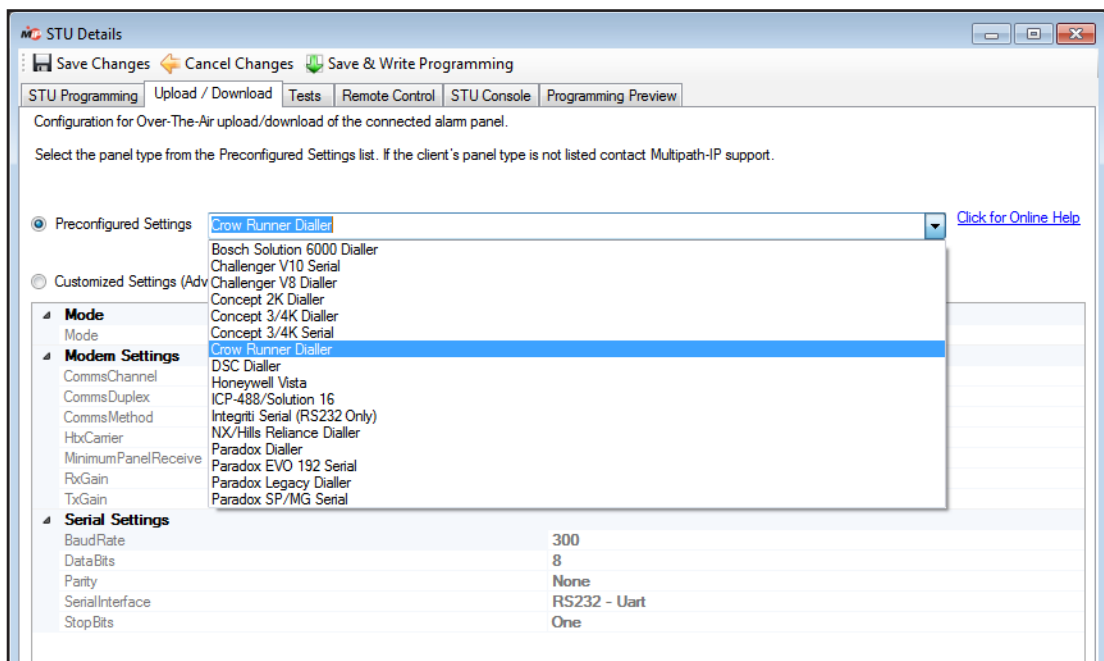 STU Details
Save Changes Cancel Changes Save & Write Programming
STU Programming Upload / Download Tests Remote Control STU Console Programming Preview
Configuration for Over-The-Air upload/download of the connected alarm panel.
Select the panel type from the Preconfigured Settings list. If the client's panel type is not listed contact Multipath-IP support.
Preconfigured Settings Crow Runner Dialler Click for Online Help
Bosch Solution 6000 Dialler
Challenger V10 Serial
Customized Settings (Adv Challenger V8 Dialler
Concept 2K Dialler
Mode Concept 3/4K Dialler
Mode Concept 3/4K Serial
Modem Settings Crow Runner Dialler
CommsChannel DSC Dialler
CommsDuplex Honeywell Vista
ICP-488/Solution 16
CommsMethod Integriti Serial (RS232 Only)
HtxCarrier NX/Hills Reliance Dialler
MinimumPanelReceive Paradox Dialler
Paradox EVO 192 Serial
RxGain Paradox Legacy Dialler
TxGain Paradox SP/MG Serial
Serial Settings
BaudRate 300
DataBits 8
Parity None
SerialInterface RS232 - Uart
StopBits One